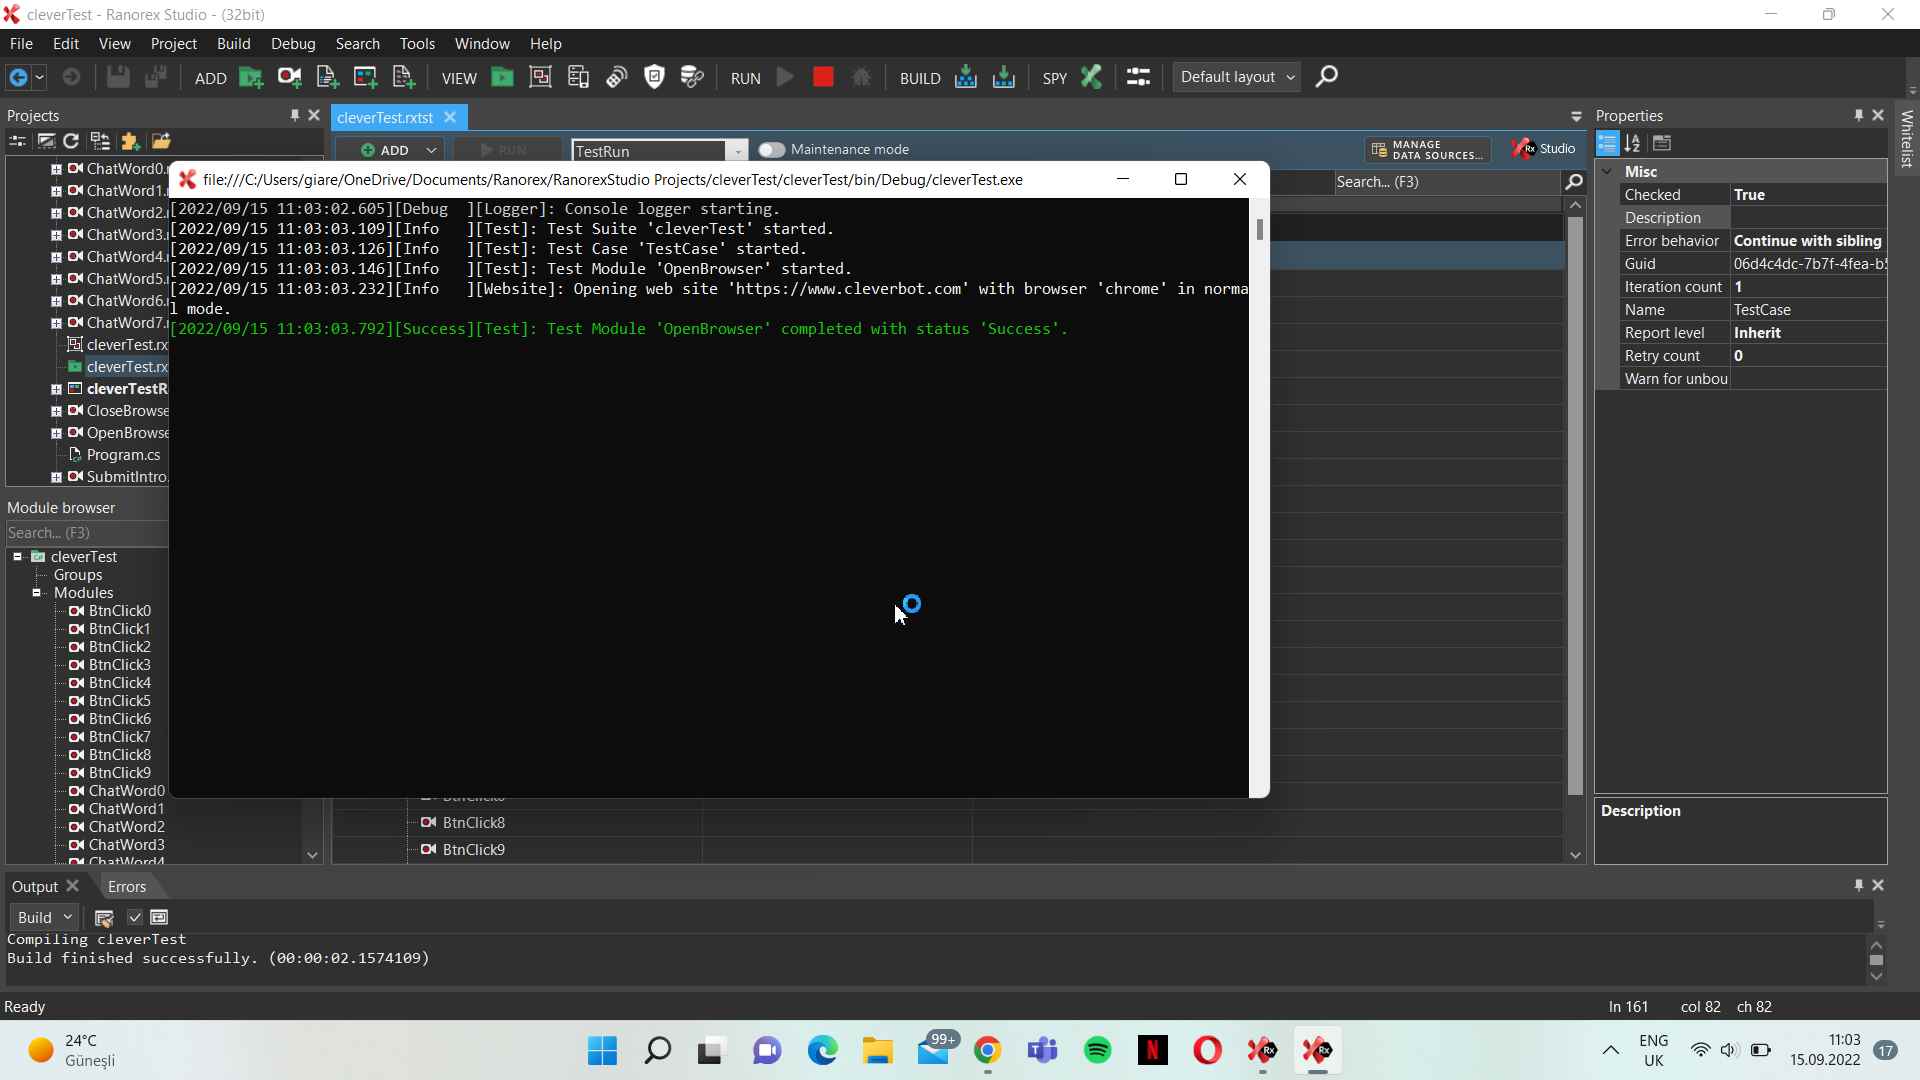 cleverTest - Ranorex Studio - (32bit)
File Edit View Project Build Debug Search Tools Window Help
ADD VIEW RUN BUILD SPY Default layout
Projects
cleverTest.rxtst
Properties
Whitelist
ADD RUN TestRun Maintenance mode MANAGE DATA SOURCES... Rx Studio
Search... (F3)
ChatWord0.
ChatWord1.
ChatWord2.
ChatWord3.
ChatWord4.
ChatWord5.
ChatWord6.
ChatWord7.
cleverTest.rx
cleverTest.rx
cleverTestR
CloseBrowse
OpenBrowse
Program.cs
SubmitIntro.
file:///C:/Users/giare/OneDrive/Documents/Ranorex/RanorexStudio Projects/cleverTest/cleverTest/bin/Debug/cleverTest.exe
[2022/09/15 11:03:02.605][Debug  ][Logger]: Console logger starting.
[2022/09/15 11:03:03.109][Info   ][Test]: Test Suite 'cleverTest' started.
[2022/09/15 11:03:03.126][Info   ][Test]: Test Case 'TestCase' started.
[2022/09/15 11:03:03.146][Info   ][Test]: Test Module 'OpenBrowser' started.
[2022/09/15 11:03:03.232][Info   ][Website]: Opening web site 'https://www.cleverbot.com' with browser 'chrome' in norma
l mode.
[2022/09/15 11:03:03.792][Success][Test]: Test Module 'OpenBrowser' completed with status 'Success'.
Misc
Checked True
Description
Error behavior Continue with sibling
Guid 06d4c4dc-7b7f-4fea-b
Iteration count 1
Name TestCase
Report level Inherit
Retry count 0
Warn for unbou
Description
Module browser
Search... (F3)
cleverTest
Groups
Modules
BtnClick0
BtnClick1
BtnClick2
BtnClick3
BtnClick4
BtnClick5
BtnClick6
BtnClick7
BtnClick8
BtnClick9
ChatWord0
ChatWord1
ChatWord2
ChatWord3
ChatWord4
BtnClick8
BtnClick9
Output Errors
Build
Compiling cleverTest
Build finished successfully. (00:00:02.1574109)
Ready ln 161 col 82 ch 82
24°C
Güneşli
99+
ENG
UK
11:03
15.09.2022
17